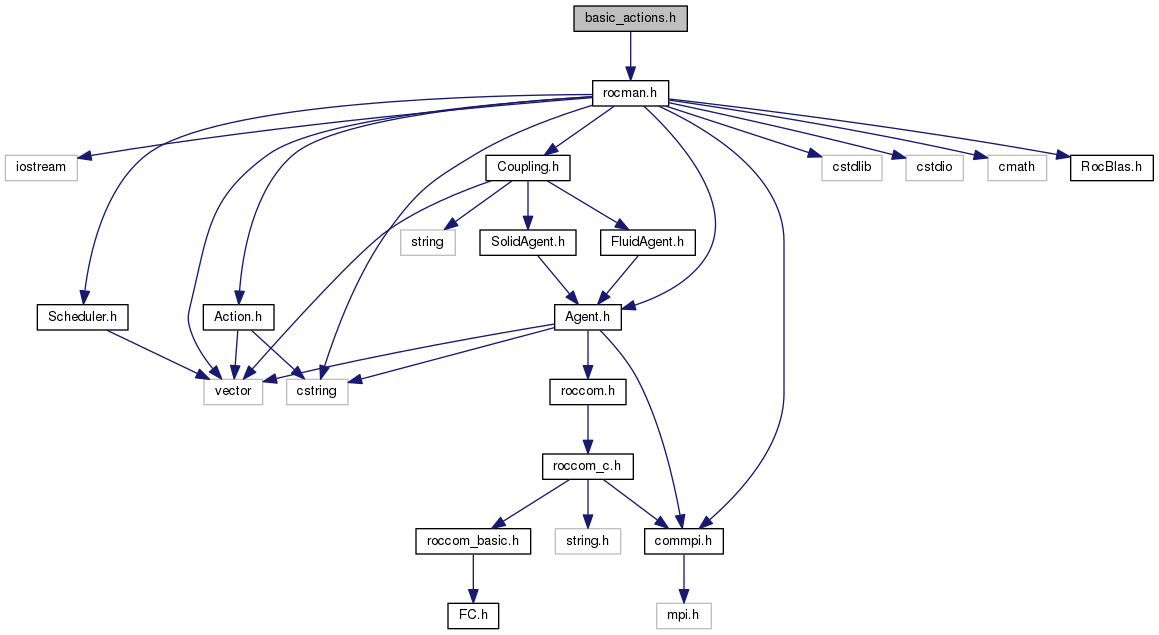 basic_actions.h
rocman.h
iostream
Coupling.h
cstdlib
cstdio
cmath
RocBlas.h
string
SolidAgent.h
FluidAgent.h
Scheduler.h
Action.h
Agent.h
vector
cstring
roccom.h
roccom_c.h
roccom_basic.h
string.h
commpi.h
FC.h
mpi.h